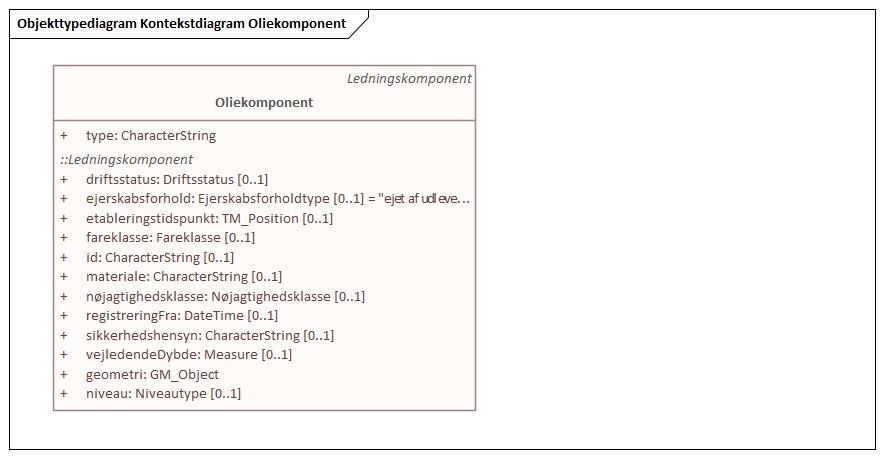 Objekttypediagram Kontekstdiagram Oliekomponent
Ledningskomponent
Oliekomponent
+ type: CharacterString
::Ledningskomponent
+ driftsstatus: Driftsstatus [0..1]
+ ejerskabsforhold: Ejerskabsforholdtype [0..1] = "ejet af udleve...
+ etableringstidspunkt: TM_Position [0..1]
+ fareklasse: Fareklasse [0..1]
+ id: CharacterString [0..1]
+ materiale: CharacterString [0..1]
+ nøjagtighedsklasse: Nøjagtighedsklasse [0..1]
+ registreringFra: DateTime [0..1]
+ sikkerhedshensyn: CharacterString [0..1]
+ vejledendeDybde: Measure [0..1]
+ geometri: GM_Object
+ niveau: Niveautype [0..1]